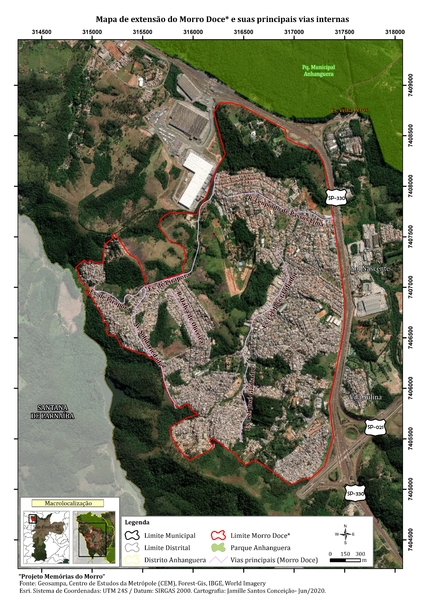 Mapa de extensão do Morro Doce* e suas principais vias internas
314500 315000 315500 316000 316500 317000 317500 318000
Pq. Municipal
Anhanguera
7409000
7408500
7408000
SP-330
7407500
7407000
7406500
7406000
SANTANA
DE PARNAÍBA
SP-021
7405500
SP-330
7405000
7404500
Macrolocalização
Legenda
Limite Municipal
Limite Distrital
Distrito Anhanguera
Limite Morro Doce*
Parque Anhanguera
Vias principais (Morro Doce)
150 0 150 300 m
"Projeto Memórias do Morro"
Fonte: Geosampa, Centro de Estudos da Metrópole (CEM), Forest-Gis, IBGE, World Imagery
Esri. Sistema de Coordenadas: UTM 24S / Datum: SIRGAS 2000. Cartografia: Jamille Santos Conceição- Jun/2020.